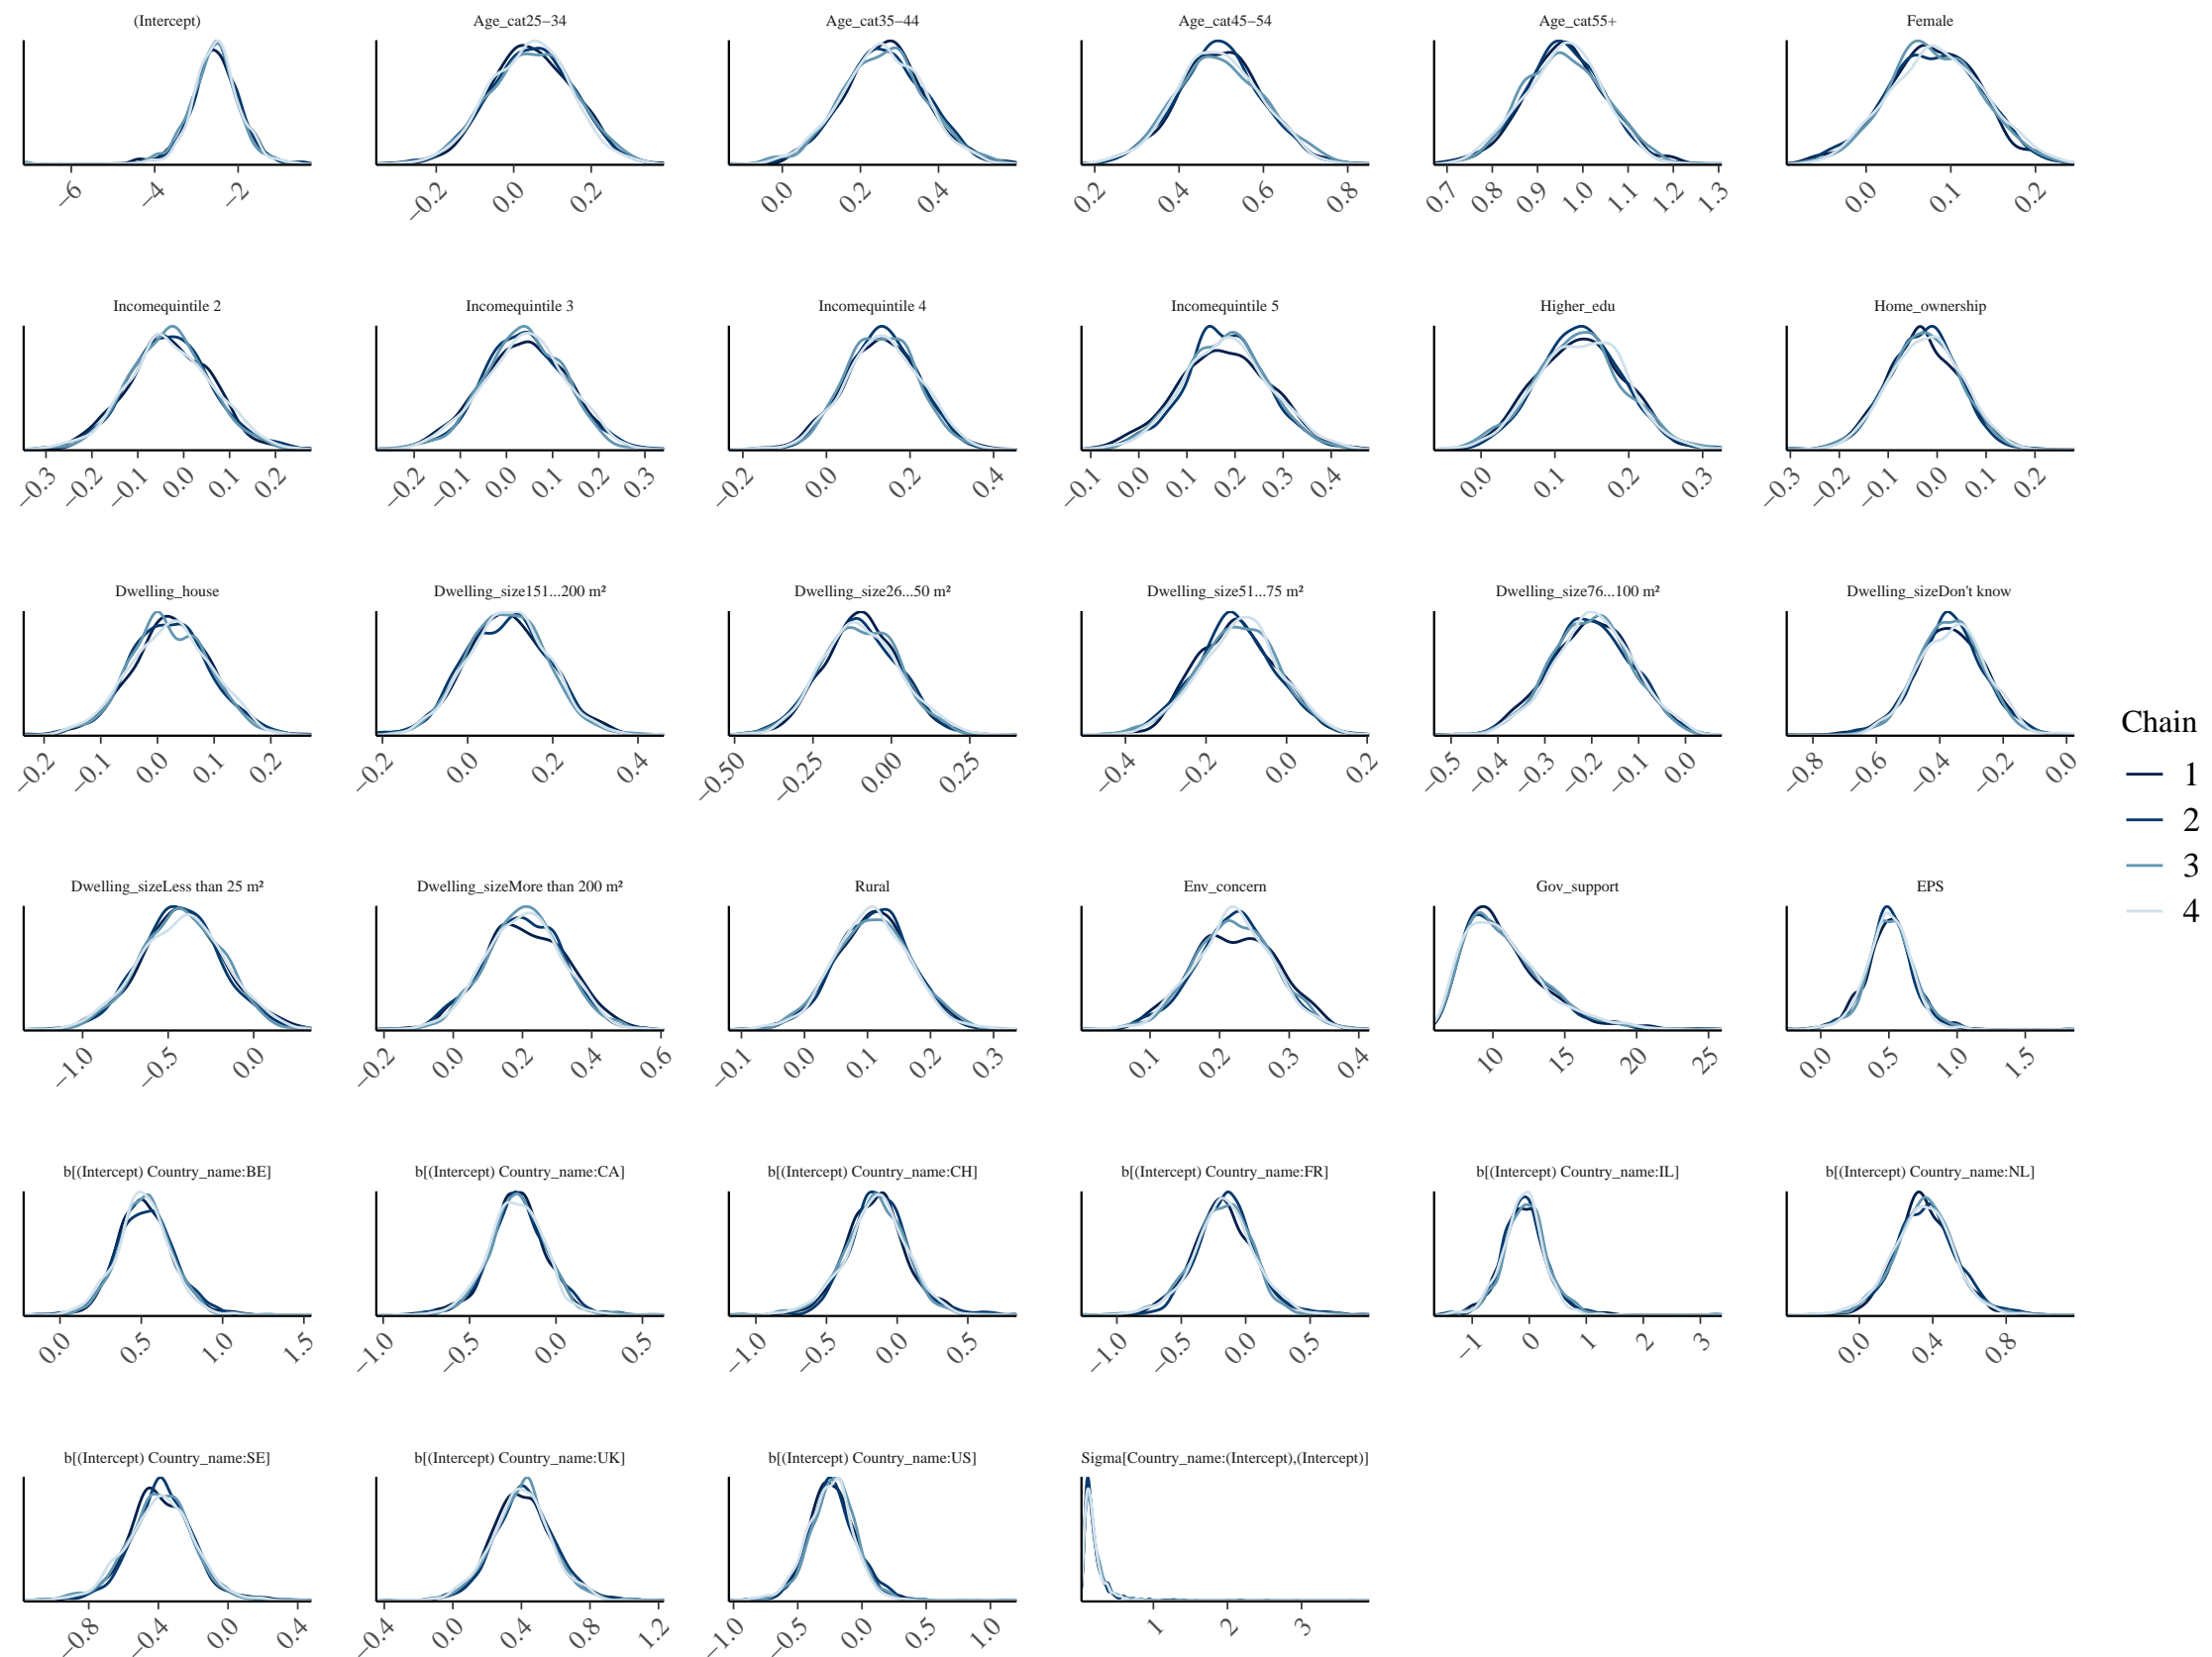 (Intercept) Age_cat25−34 Age_cat35−44 Age_cat45−54 Age_cat55+ Female
−6 −4 −2 −0.2 0.0 0.2 0.0 0.2 0.4 0.2 0.4 0.6 0.8 0.7 0.8 0.9 1.0 1.1 1.2 1.3 0.0 0.1 0.2
Incomequintile 2 Incomequintile 3 Incomequintile 4 Incomequintile 5 Higher_edu Home_ownership
−0.3 −0.2 −0.1 0.0 0.1 0.2 −0.2 −0.1 0.0 0.1 0.2 0.3 −0.2 0.0 0.2 0.4 −0.1 0.0 0.1 0.2 0.3 0.4 0.0 0.1 0.2 0.3 −0.3 −0.2 −0.1 0.0 0.1 0.2
Dwelling_house Dwelling_size151...200 m² Dwelling_size26...50 m² Dwelling_size51...75 m² Dwelling_size76...100 m² Dwelling_sizeDon't know
−0.2 −0.1 0.0 0.1 0.2 −0.2 0.0 0.2 0.4 −0.50 −0.25 0.00 0.25 −0.4 −0.2 0.0 0.2 −0.5 −0.4 −0.3 −0.2 −0.1 0.0 −0.8 −0.6 −0.4 −0.2 0.0
Dwelling_sizeLess than 25 m² Dwelling_sizeMore than 200 m² Rural Env_concern Gov_support EPS
−1.0 −0.5 0.0 −0.2 0.0 0.2 0.4 0.6 −0.1 0.0 0.1 0.2 0.3 0.1 0.2 0.3 0.4 10 15 20 25 0.0 0.5 1.0 1.5
b[(Intercept) Country_name:BE] b[(Intercept) Country_name:CA] b[(Intercept) Country_name:CH] b[(Intercept) Country_name:FR] b[(Intercept) Country_name:IL] b[(Intercept) Country_name:NL]
0.0 0.5 1.0 1.5 −1.0 −0.5 0.0 0.5 −1.0 −0.5 0.0 0.5 −1.0 −0.5 0.0 0.5 −1 0 1 2 3 0.0 0.4 0.8
b[(Intercept) Country_name:SE] b[(Intercept) Country_name:UK] b[(Intercept) Country_name:US] Sigma[Country_name:(Intercept),(Intercept)]
−0.8 −0.4 0.0 0.4 −0.4 0.0 0.4 0.8 1.2 −1.0 −0.5 0.0 0.5 1.0 1 2 3
Chain
1
2
3
4